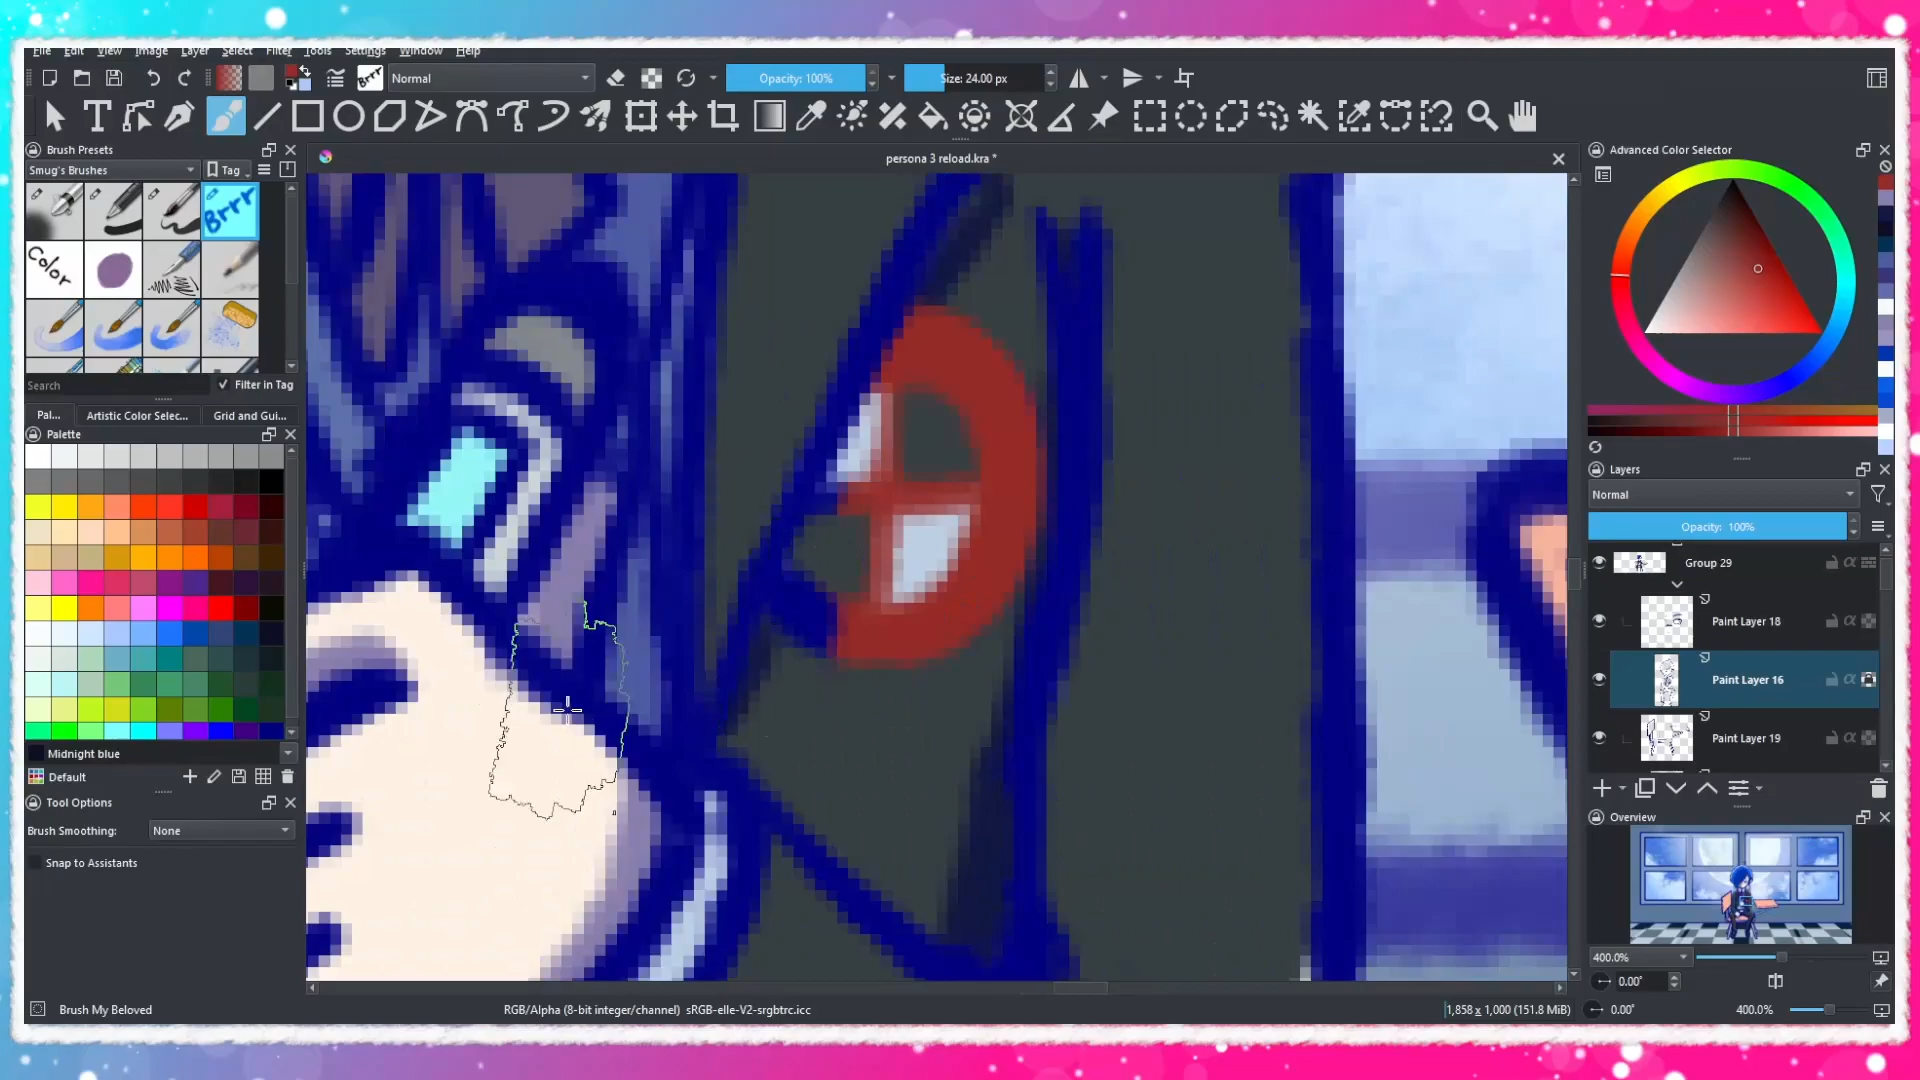 File Edit View Image Layer Select Filter Tools Settings Window Help
Brrr Normal Opacity: 100% Size: 24.00 px
Brush Presets
persona 3 reload.kra *
Advanced Color Selector
Smug's Brushes Tag
Brrr
Color
Search Filter in Tag
Pal... Artistic Color Selec... Grid and Gui...
Palette
Layers
Normal
Opacity: 100%
Group 29
Paint Layer 18
Paint Layer 16
Paint Layer 19
Midnight blue
Default
Tool Options
Brush Smoothing: None
Snap to Assistants
Overview
400.0%
0.00°
Brush My Beloved
RGB/Alpha (8-bit integer/channel) sRGB-elle-V2-srgbtrc.icc
1,858 x 1,000 (151.8 MiB) 0.00° 400.0%